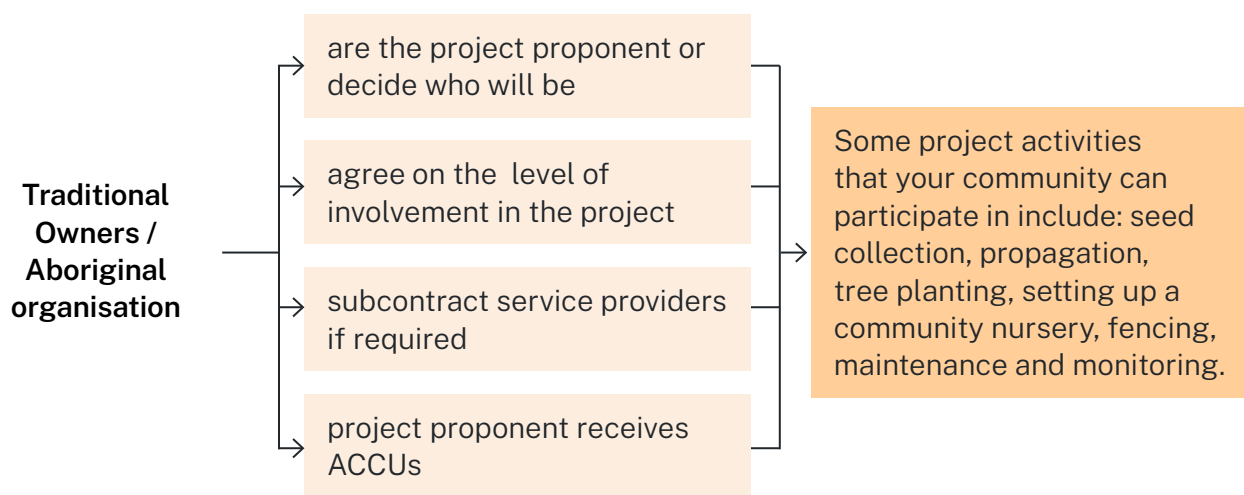 Traditional
Owners /
Aboriginal
organisation
are the project proponent or
decide who will be
agree on the level of
involvement in the project
subcontract service providers
if required
project proponent receives
ACCUs
Some project activities
that your community can
participate in include: seed
collection, propagation,
tree planting, setting up a
community nursery, fencing,
maintenance and monitoring.